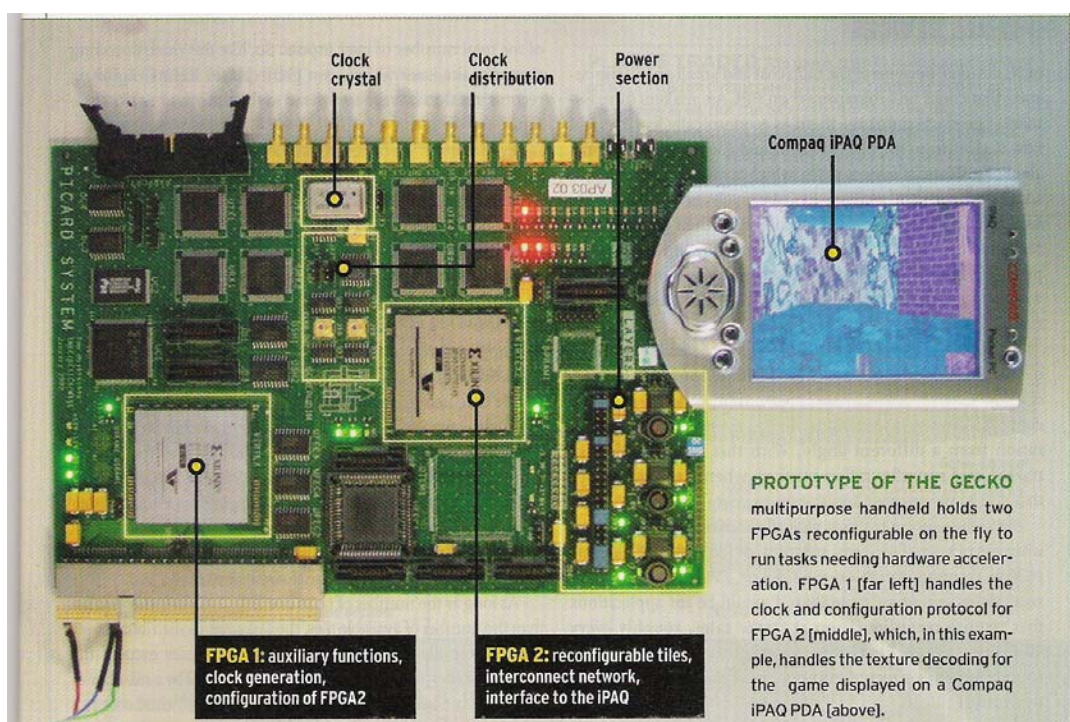 Clock
crystal
Clock
distribution
Power
section
Compaq iPAQ PDA
PICARD SYSTEM
AP03 02
LAYER
XILINX
XILINX
VIRTEX
PROTOTYPE OF THE GECKO
multipurpose handheld holds two
FPGAs reconfigurable on the fly to
run tasks needing hardware acceler-
ation. FPGA 1 [far left] handles the
clock and configuration protocol for
FPGA 2 [middle], which, in this exam-
ple, handles the texture decoding for
the game displayed on a Compaq
iPAQ PDA [above].
FPGA 1: auxiliary functions,
clock generation,
configuration of FPGA2
FPGA 2: reconfigurable tiles,
interconnect network,
interface to the iPAQ